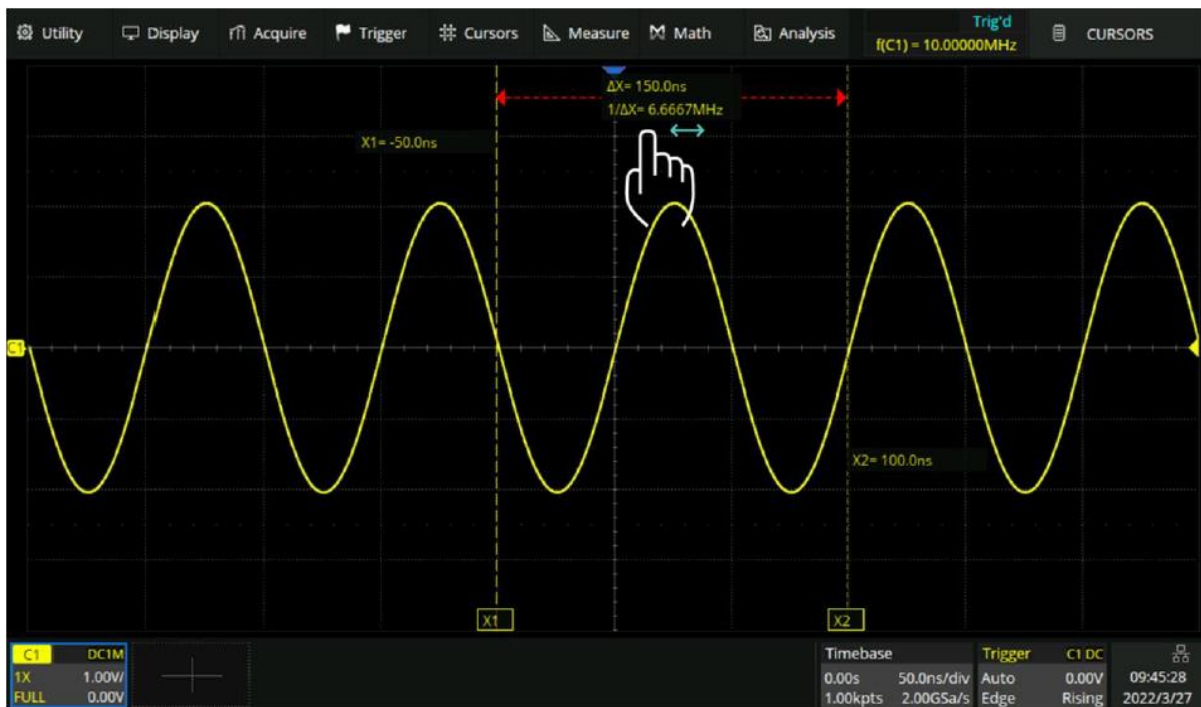 Utility Display Acquire Trigger Cursors Measure Math Analysis
Trig'd
f(C1) = 10.00000MHz
CURSORS
ΔX= 150.0ns
1/ΔX= 6.6667MHz
X1= -50.0ns
C1
X2= 100.0ns
X1 X2
C1 DC1M
1X 1.00V/
FULL 0.00V
Timebase
0.00s 50.0ns/div
1.00kpts 2.00GSa/s
Trigger C1 DC
Auto 0.00V
Edge Rising
09:45:28
2022/3/27